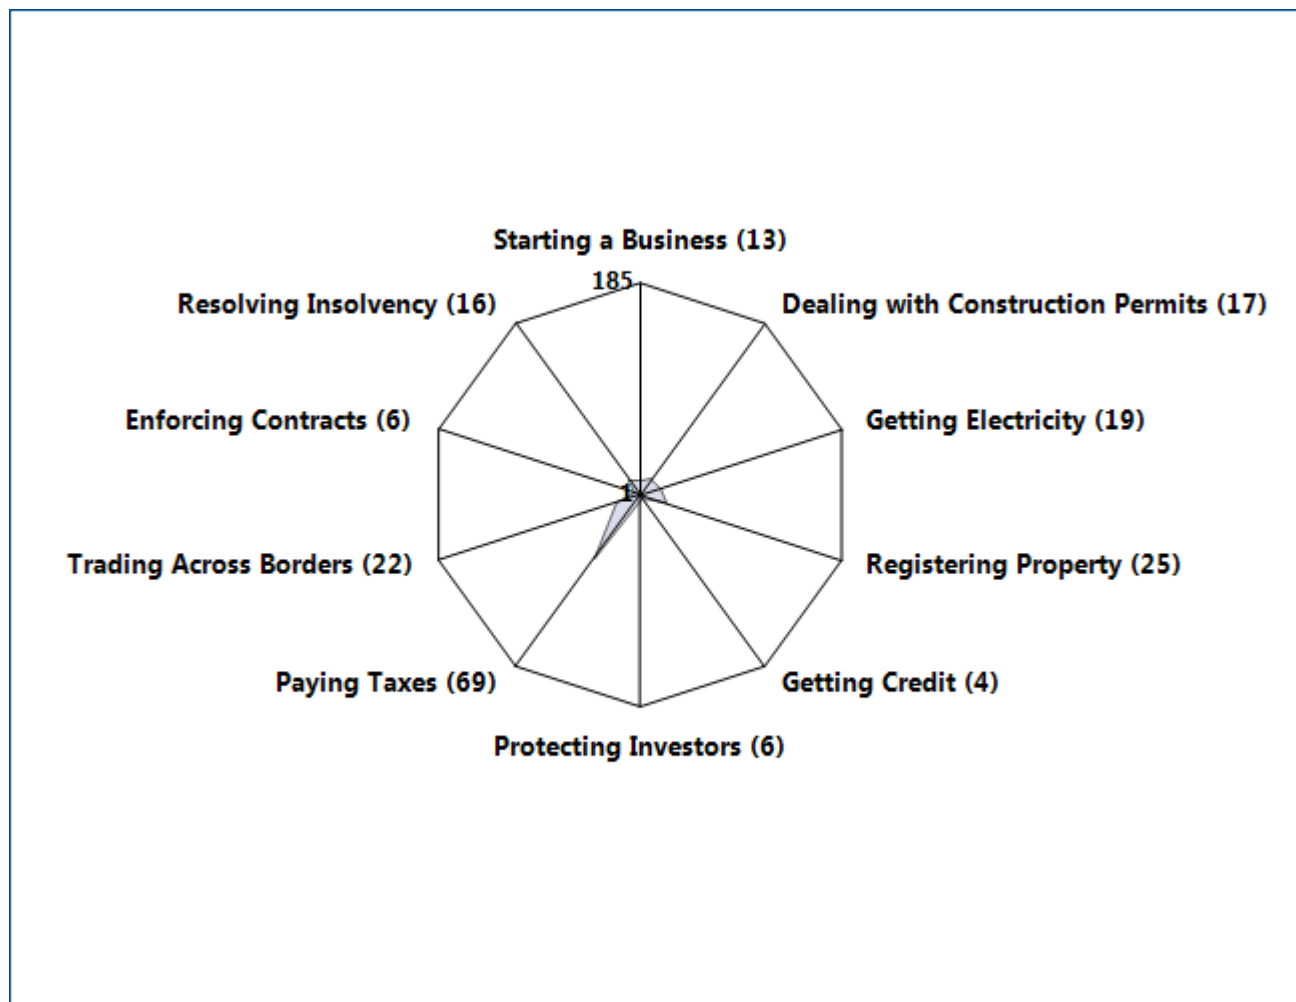 Starting a Business (13)
185
Resolving Insolvency (16)
Dealing with Construction Permits (17)
Enforcing Contracts (6)
Getting Electricity (19)
1
Trading Across Borders (22)
Registering Property (25)
Paying Taxes (69)
Getting Credit (4)
Protecting Investors (6)